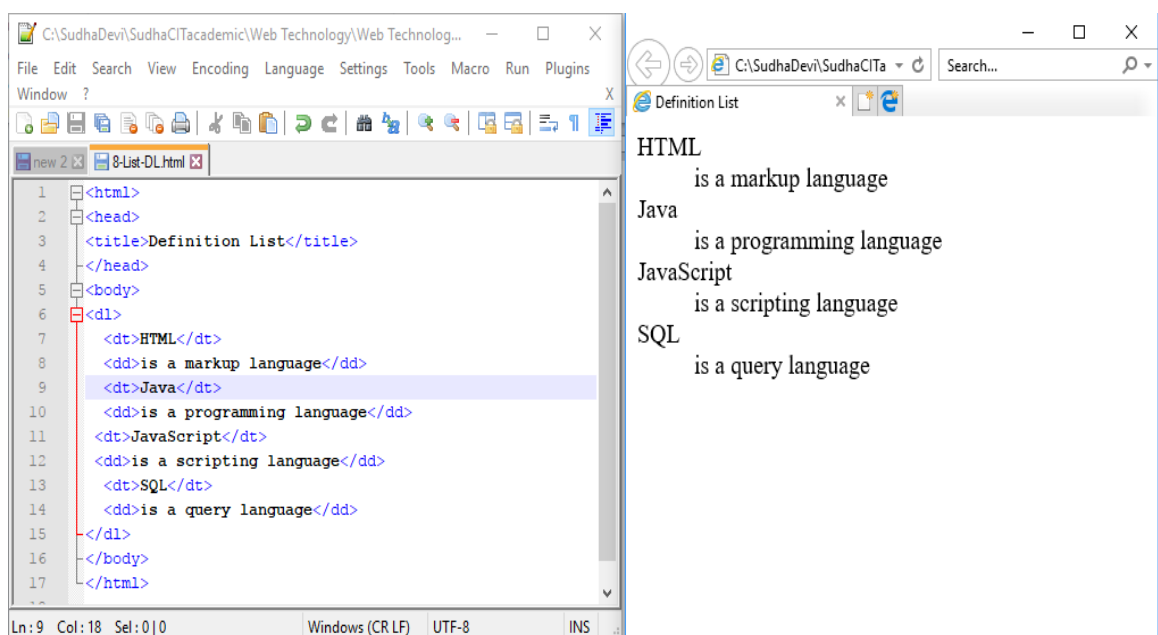 C:\SudhaDevi\SudhaCITacademic\Web Technology\Web Technolog...
File Edit Search View Encoding Language Settings Tools Macro Run Plugins
Window ? X
new 2 8-List-DL.html
1 <html>
2 <head>
3 <title>Definition List</title>
4 </head>
5 <body>
6 <dl>
7 <dt>HTML</dt>
8 <dd>is a markup language</dd>
9 <dt>Java</dt>
10 <dd>is a programming language</dd>
11 <dt>JavaScript</dt>
12 <dd>is a scripting language</dd>
13 <dt>SQL</dt>
14 <dd>is a query language</dd>
15 </dl>
16 </body>
17 </html>
Ln : 9 Col : 18 Sel : 0 | 0 Windows (CR LF) UTF-8 INS
C:\SudhaDevi\SudhaCITa Search...
Definition List
HTML
is a markup language
Java
is a programming language
JavaScript
is a scripting language
SQL
is a query language